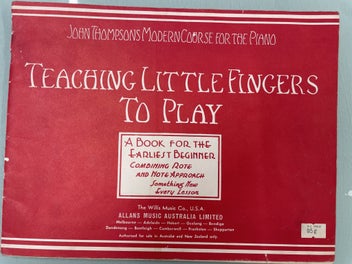 JOHN THOMPSON'S MODERN COURSE FOR THE PIANO
TEACHING LITTLE FINGERS
TO PLAY
A BOOK FOR THE
EARLIEST BEGINNER
COMBINING ROTE
AND NOTE APPROACH
Something New
Every Lesson
The Willis Music Co., U.S.A.
ALLANS MUSIC AUSTRALIA LIMITED
Melbourne - Adelaide - Hobart - Geelong - Bendigo
Dandenong - Bentleigh - Camberwell - Frankston - Shepparton
Authorised for sale in Australia and New Zealand only